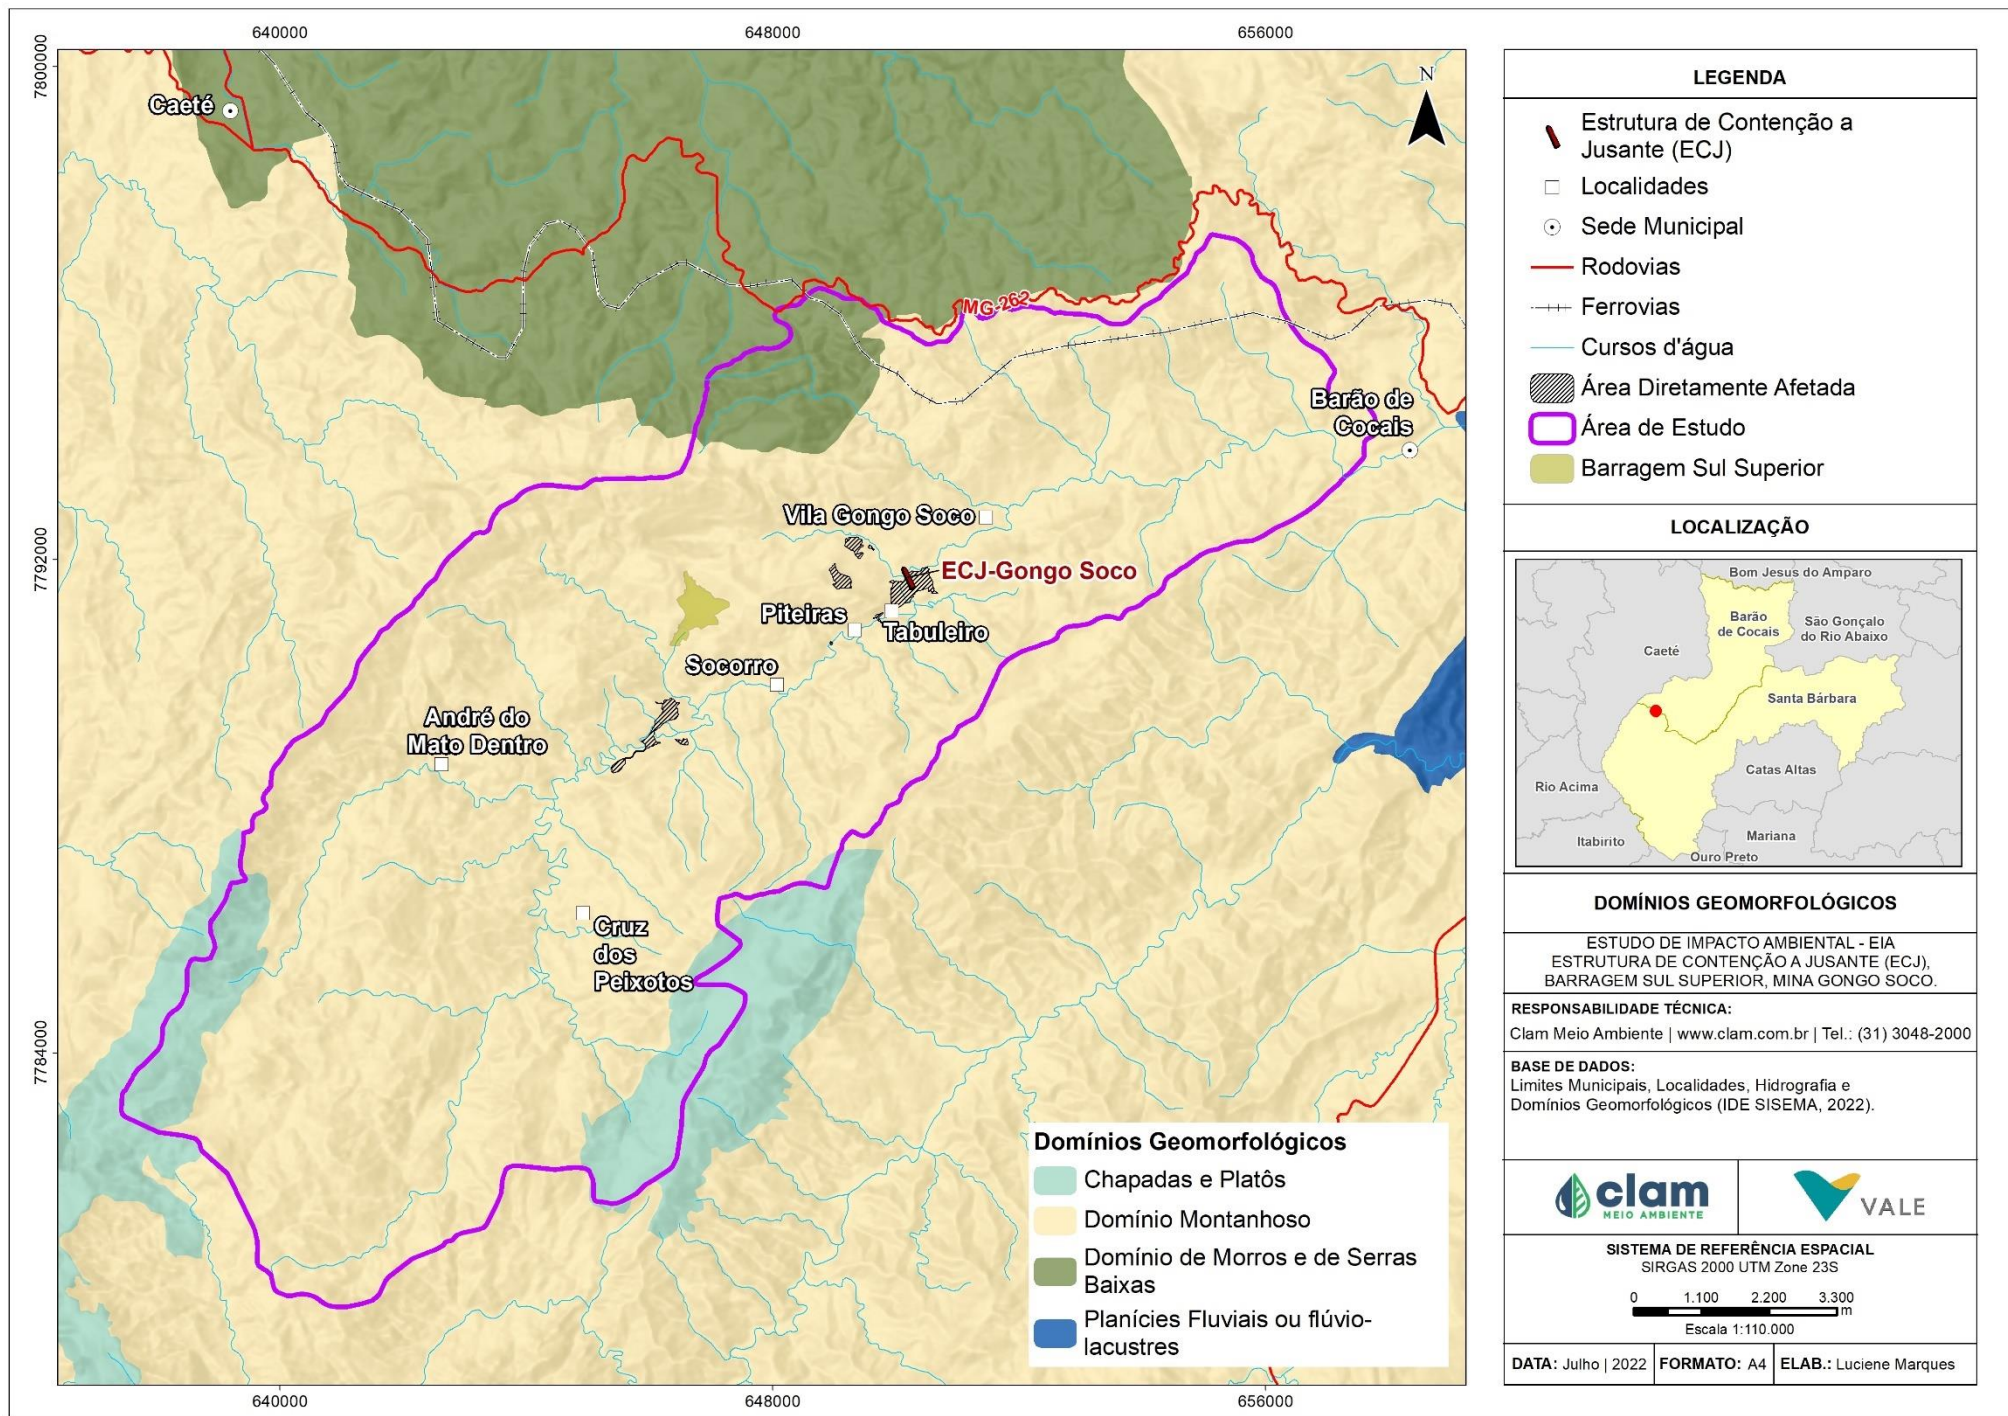 640000
648000
656000
7800000
7792000
7784000
Caeté
MG-262
Barão de
Cocais
Vila Gongo Soco
ECJ-Gongo Soco
Piteiras
Tabuleiro
Socorro
André do
Mato Dentro
Cruz
dos
Peixotos
N
Domínios Geomorfológicos
Chapadas e Platôs
Domínio Montanhoso
Domínio de Morros e de Serras
Baixas
Planícies Fluviais ou flúvio-
lacustres
640000
648000
656000
LEGENDA
Estrutura de Contenção a
Jusante (ECJ)
Localidades
Sede Municipal
Rodovias
Ferrovias
Cursos d'água
Área Diretamente Afetada
Área de Estudo
Barragem Sul Superior
LOCALIZAÇÃO
Bom Jesus do Amparo
Barão
de Cocais
São Gonçalo
do Rio Abaixo
Caeté
Santa Bárbara
Catas Altas
Rio Acima
Mariana
Itabirito
Ouro Preto
DOMÍNIOS GEOMORFOLÓGICOS
ESTUDO DE IMPACTO AMBIENTAL - EIA
ESTRUTURA DE CONTENÇÃO A JUSANTE (ECJ),
BARRAGEM SUL SUPERIOR, MINA GONGO SOCO.
RESPONSABILIDADE TÉCNICA:
Clam Meio Ambiente | www.clam.com.br | Tel.: (31) 3048-2000
BASE DE DADOS:
Limites Municipais, Localidades, Hidrografia e
Domínios Geomorfológicos (IDE SISEMA, 2022).
clam
MEIO AMBIENTE
VALE
SISTEMA DE REFERÊNCIA ESPACIAL
SIRGAS 2000 UTM Zone 23S
0 1.100 2.200 3.300
m
Escala 1:110.000
DATA: Julho | 2022 FORMATO: A4 ELAB.: Luciene Marques